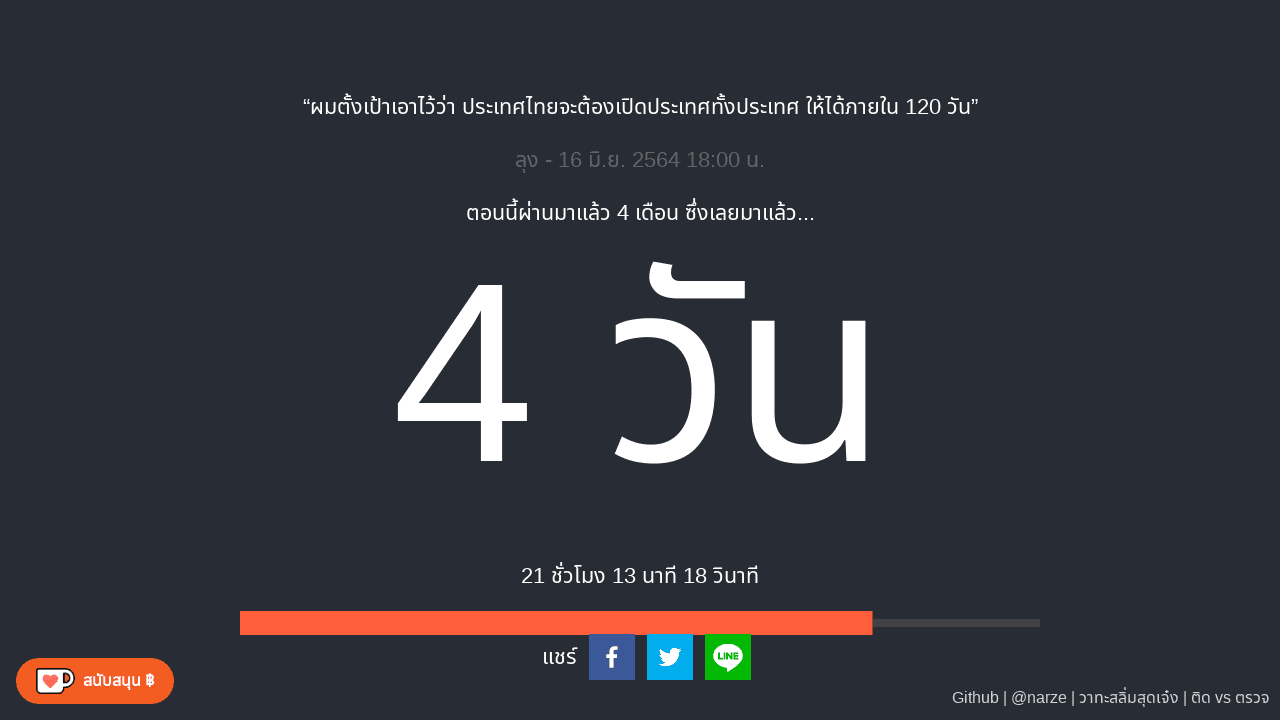 “ผมตั้งเป้าเอาไว้ว่า ประเทศไทยจะต้องเปิดประเทศทั้งประเทศ ให้ได้ภายใน 120 วัน”
ลุง - 16 มิ.ย. 2564 18:00 น.
ตอนนี้ผ่านมาแล้ว 4 เดือน ซึ่งเลยมาแล้ว...
4 วัน
21 ชั่วโมง 13 นาที 18 วินาที
แชร์
LINE
สนับสนุน ฿
Github | @narze | วาทะสลิ่มสุดเจ๋ง | ติด vs ตรวจ